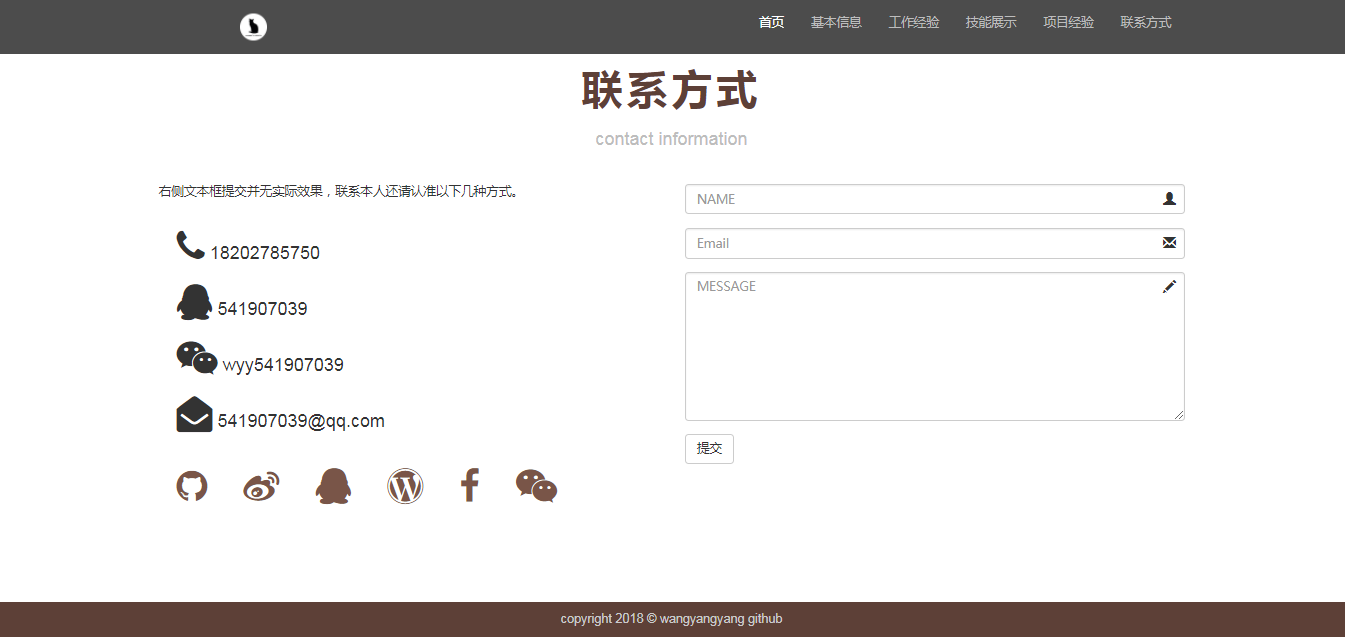 首页 基本信息 工作经验 技能展示 项目经验 联系方式
联系方式
contact information
右侧文本框提交并无实际效果，联系本人还请认准以下几种方式。
18202785750
541907039
wyy541907039
541907039@qq.com
NAME
Email
MESSAGE
提交
copyright 2018 © wangyangyang github